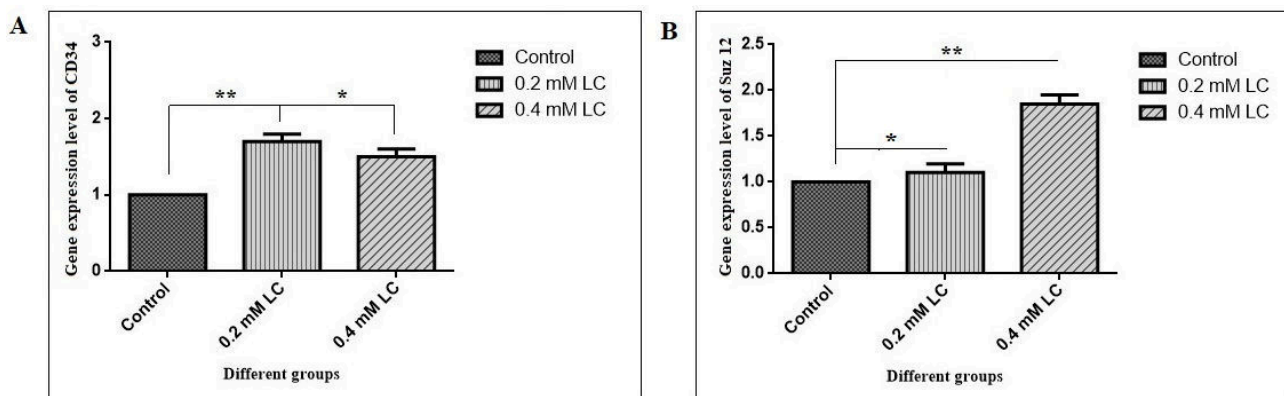 A
Gene expression level of CD34
3
2
1
0
**
*
Control
0.2 mM LC
0.4 mM LC
Control
0.2 mM LC
0.4 mM LC
Different groups
B
Gene expression level of Suz 12
2.5
2.0
1.5
1.0
0.5
0.0
**
*
Control
0.2 mM LC
0.4 mM LC
Control
0.2 mM LC
0.4 mM LC
Different groups